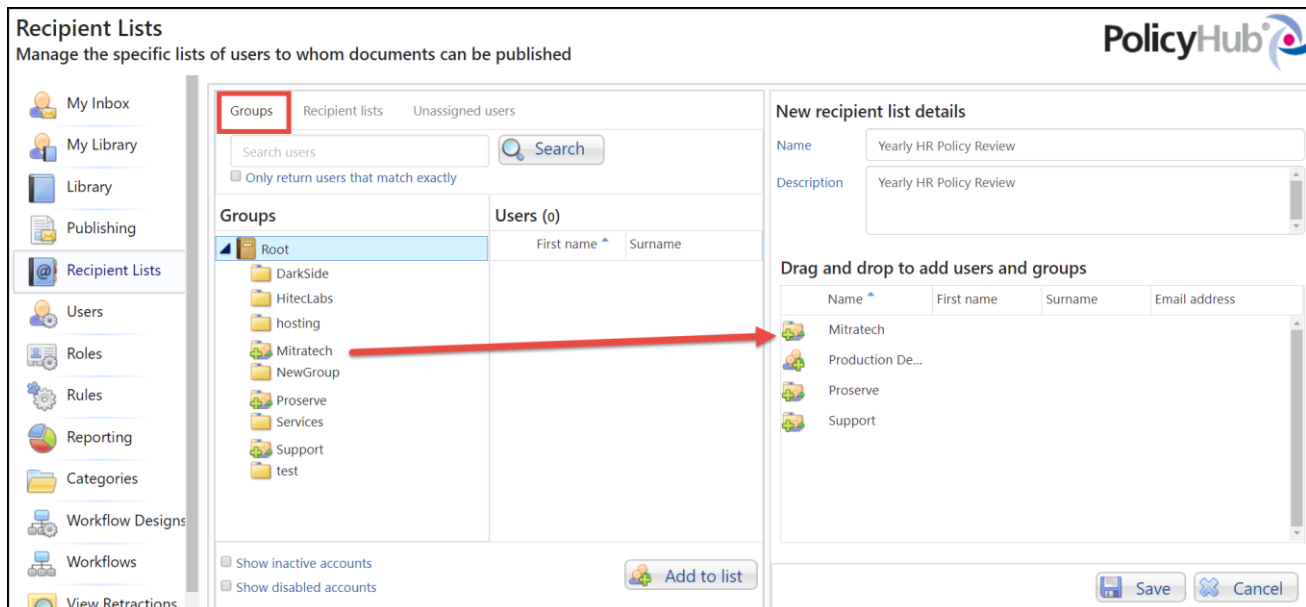 Recipient Lists
Manage the specific lists of users to whom documents can be published
PolicyHub
My Inbox
My Library
Library
Publishing
Recipient Lists
Users
Roles
Rules
Reporting
Categories
Workflow Designs
Workflows
View Retractions
Groups Recipient lists Unassigned users
Search users Search
Only return users that match exactly
Groups
Root
DarkSide
HitecLabs
hosting
Mitratech
NewGroup
Proserve
Services
Support
test
Users (0)
First name Surname
Show inactive accounts
Show disabled accounts
Add to list
New recipient list details
Name Yearly HR Policy Review
Description Yearly HR Policy Review
Drag and drop to add users and groups
Name First name Surname Email address
Mitratech
Production De...
Proserve
Support
Save Cancel